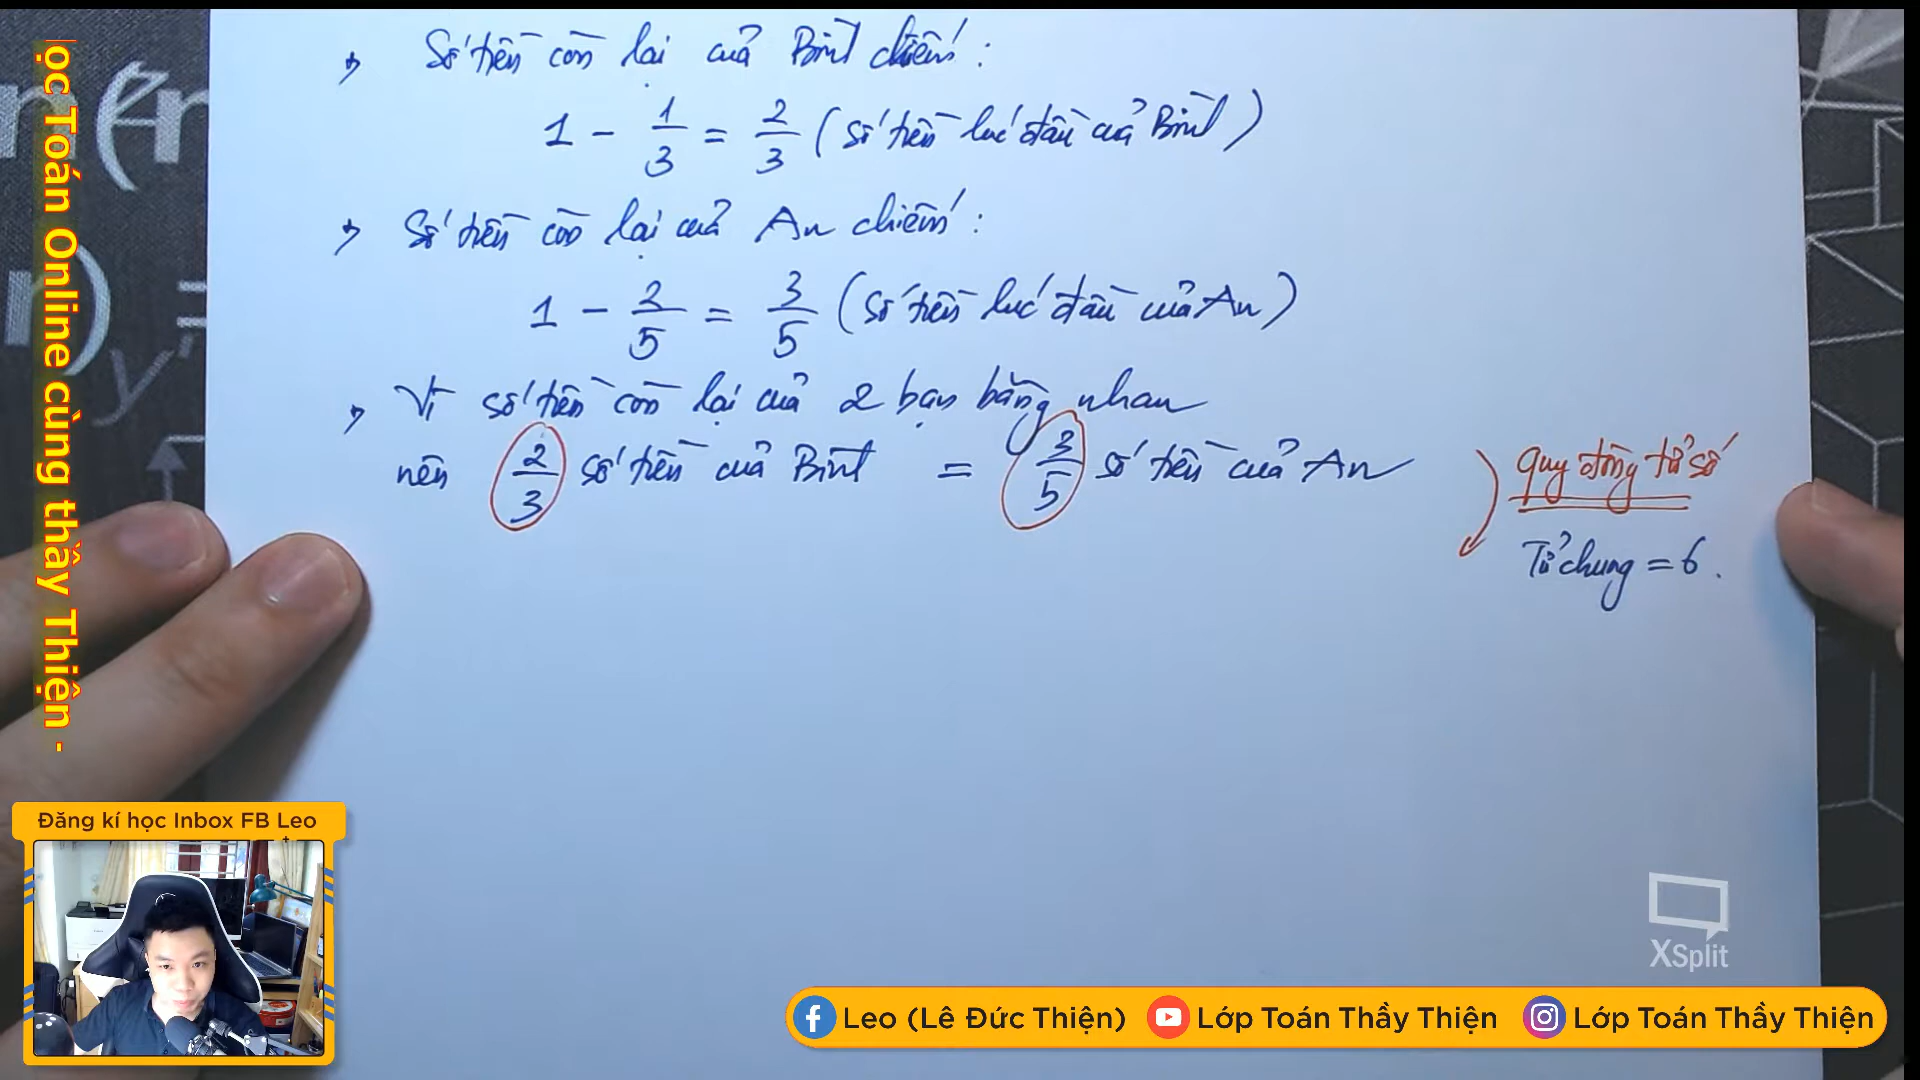 Số tiền còn lại của Bình chiếm:
1 - 1/3 = 2/3 (số tiền lúc đầu của Bình)
Số tiền còn lại của An chiếm:
1 - 2/5 = 3/5 (số tiền lúc đầu của An)
Vì số tiền còn lại của 2 bạn bằng nhau
nên 2/3 số tiền của Bình = 3/5 số tiền của An
quy đồng tử số
Tử chung = 6.
ọc Toán Online cùng thầy Thiện -
Đăng kí học Inbox FB Leo
XSplit
Leo (Lê Đức Thiện)
Lớp Toán Thầy Thiện
Lớp Toán Thầy Thiện